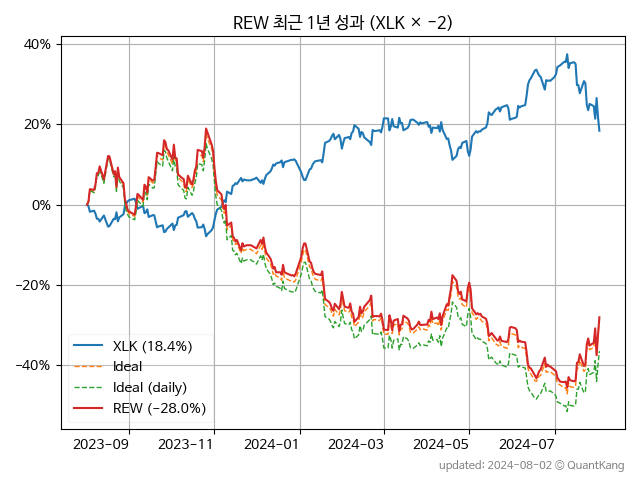 REW 최근 1년 성과 (XLK × -2)
40%
20%
0%
-20%
-40%
XLK (18.4%)
Ideal
Ideal (daily)
REW (-28.0%)
2023-09
2023-11
2024-01
2024-03
2024-05
2024-07
updated: 2024-08-02 © QuantKang